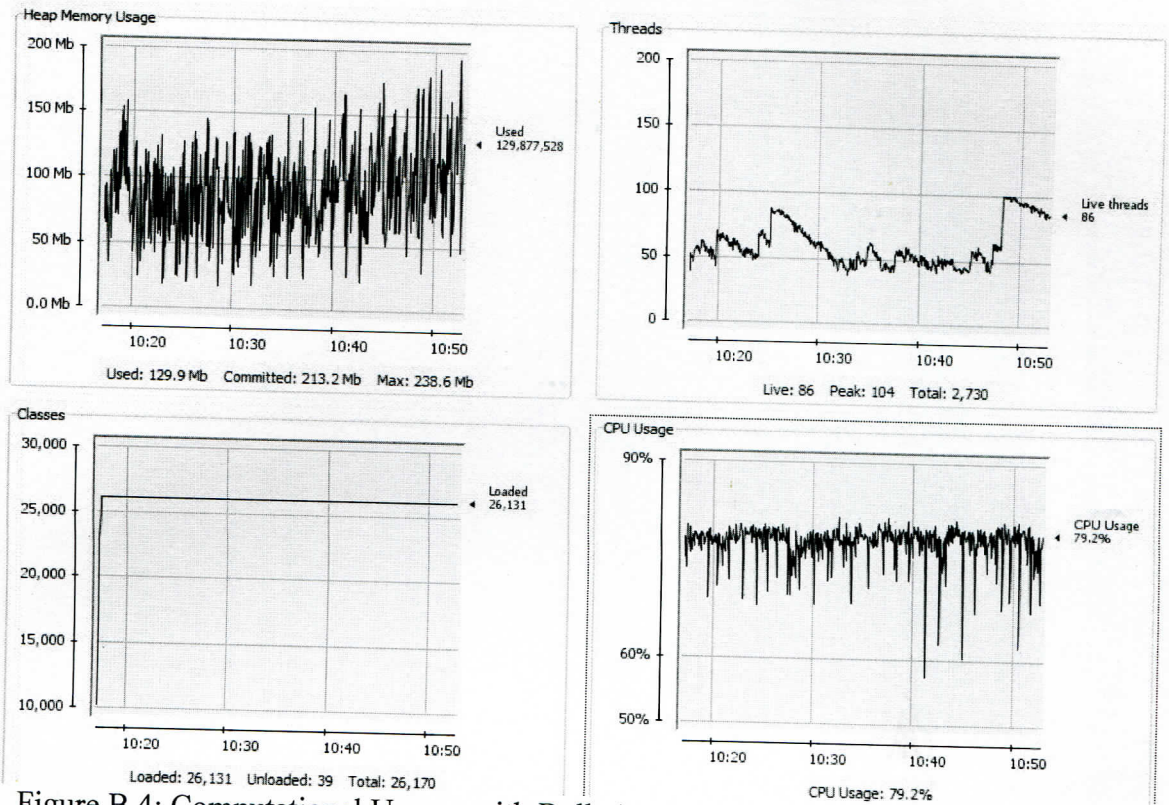 Heap Memory Usage
200 Mb
150 Mb
100 Mb
50 Mb
0.0 Mb
Used
129,877,528
10:20 10:30 10:40 10:50
Used: 129.9 Mb Committed: 213.2 Mb Max: 238.6 Mb
Threads
200
150
100
50
0
Live threads
86
10:20 10:30 10:40 10:50
Live: 86 Peak: 104 Total: 2,730
Classes
30,000
25,000
20,000
15,000
10,000
Loaded
26,131
10:20 10:30 10:40 10:50
Loaded: 26,131 Unloaded: 39 Total: 26,170
CPU Usage
90%
60%
50%
CPU Usage
79.2%
10:20 10:30 10:40 10:50
CPU Usage: 79.2%
Figure B.4: Computational